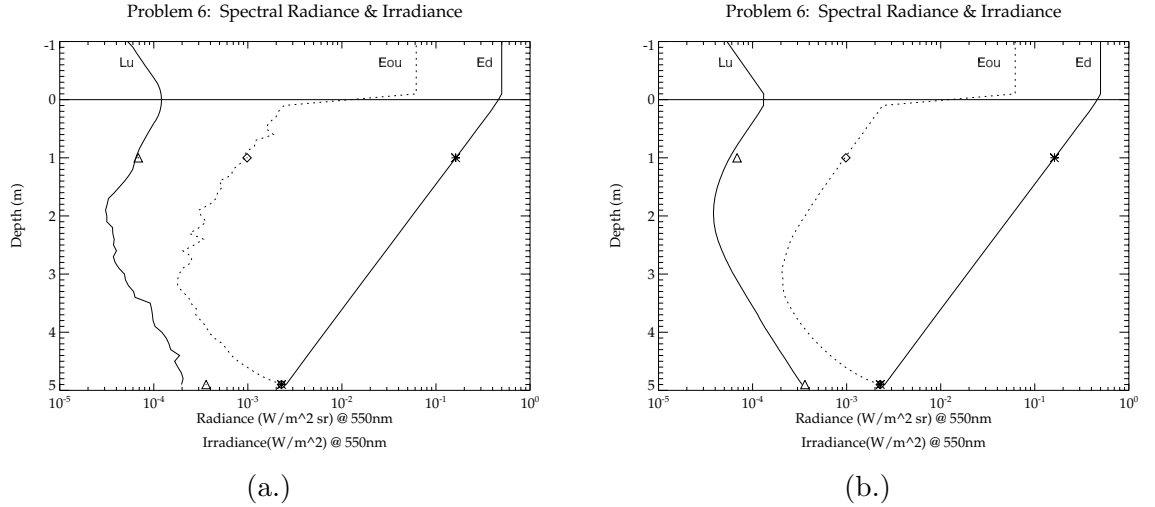 Problem 6: Spectral Radiance & Irradiance
Lu
Eou
Ed
-1
0
1
2
3
4
5
Depth (m)
10^-5
10^-4
10^-3
10^-2
10^-1
10^0
Radiance (W/m^2 sr) @ 550nm
Irradiance(W/m^2) @ 550nm
(a.)
Problem 6: Spectral Radiance & Irradiance
Lu
Eou
Ed
-1
0
1
2
3
4
5
Depth (m)
10^-5
10^-4
10^-3
10^-2
10^-1
10^0
Radiance (W/m^2 sr) @ 550nm
Irradiance(W/m^2) @ 550nm
(b.)